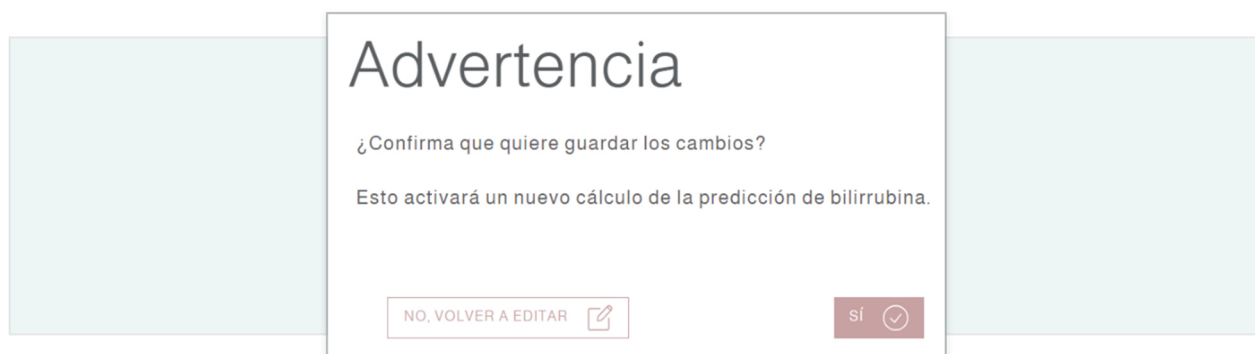 Advertencia
¿Confirma que quiere guardar los cambios?
Esto activará un nuevo cálculo de la predicción de bilirrubina.
NO, VOLVER A EDITAR
SÍ